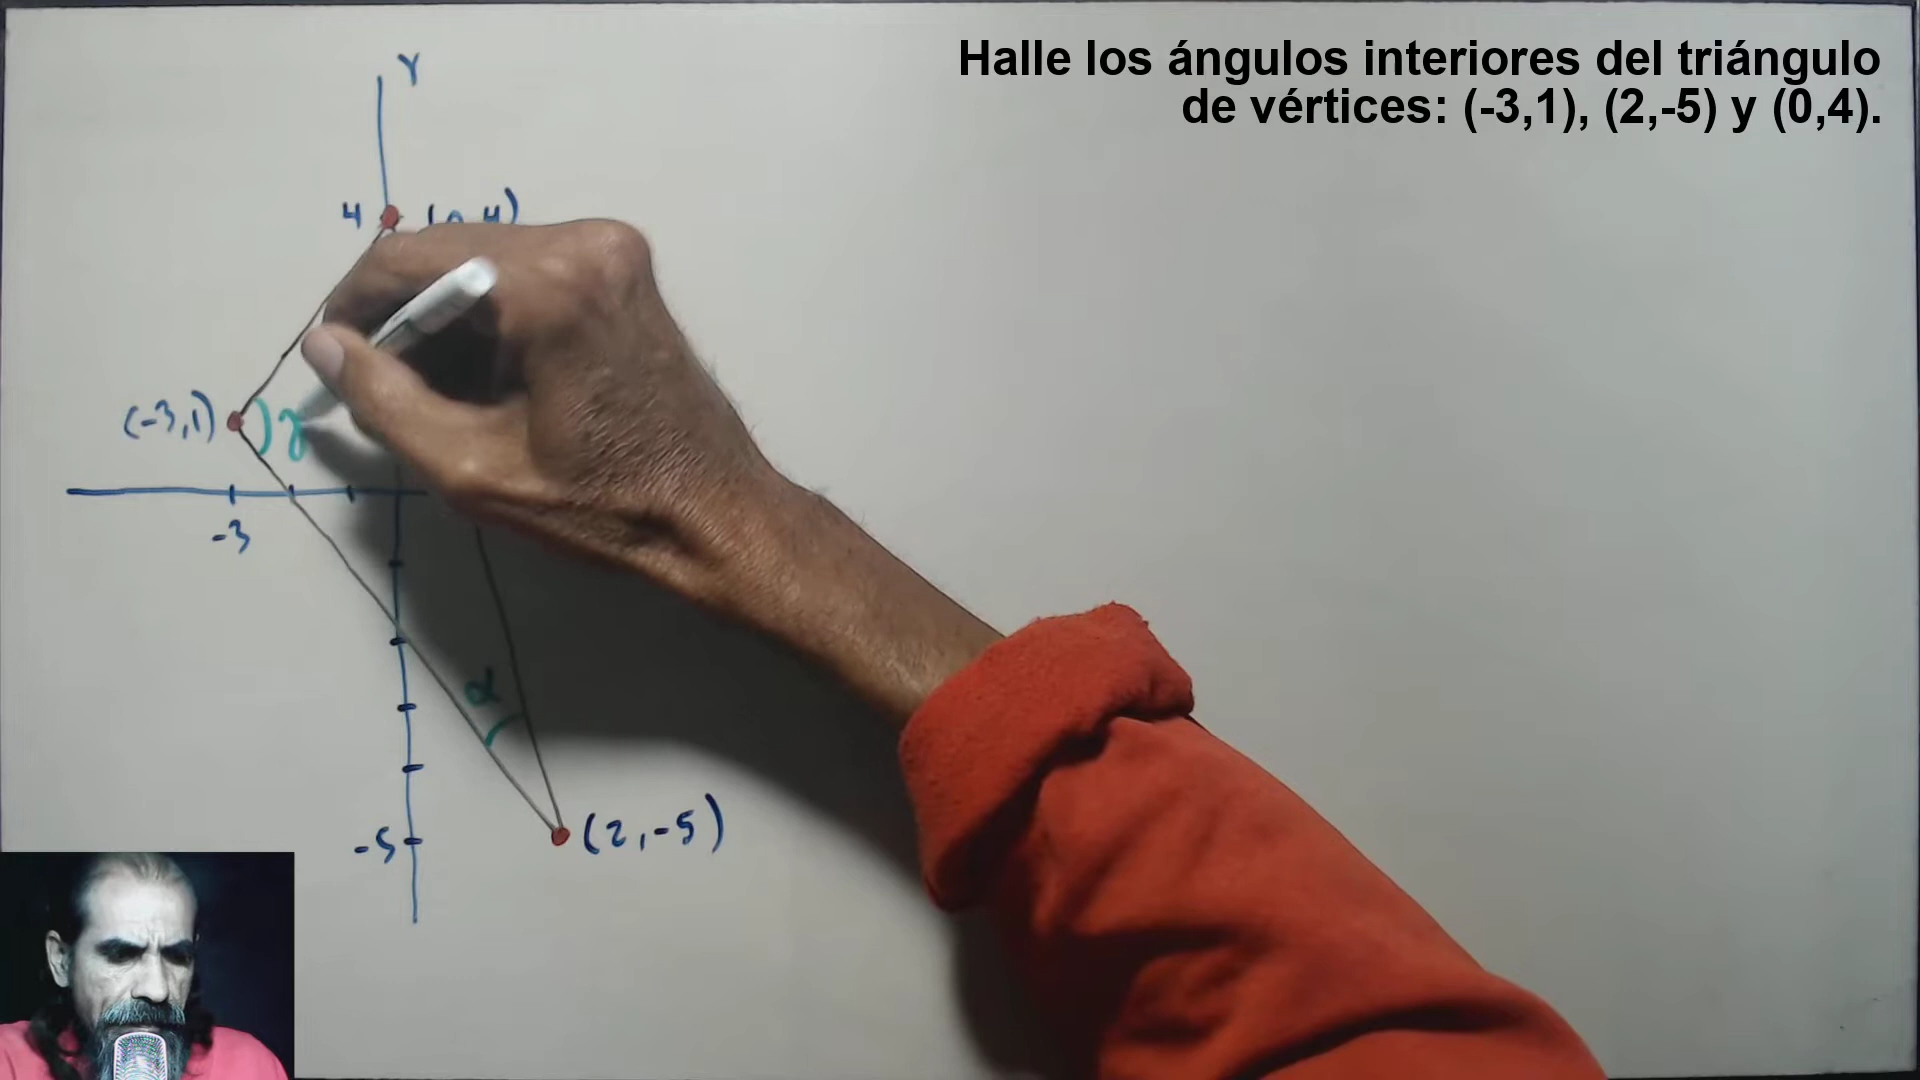 Halle los ángulos interiores del triángulo
de vértices: (-3,1), (2,-5) y (0,4).
Y
4
(-3,1)
γ
-3
α
-5
(2,-5)